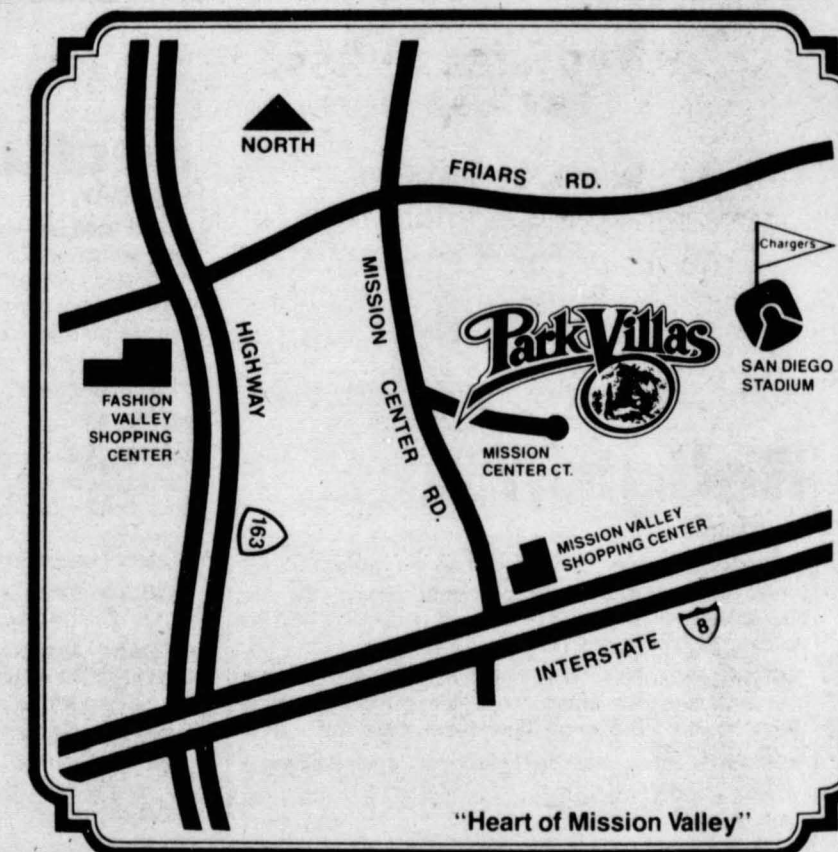 NORTH
FRIARS RD.
Chargers
MISSION CENTER RD.
HIGHWAY
163
Park Villas
SAN DIEGO
STADIUM
FASHION
VALLEY
SHOPPING
CENTER
MISSION
CENTER CT.
MISSION VALLEY
SHOPPING CENTER
INTERSTATE
8
"Heart of Mission Valley"